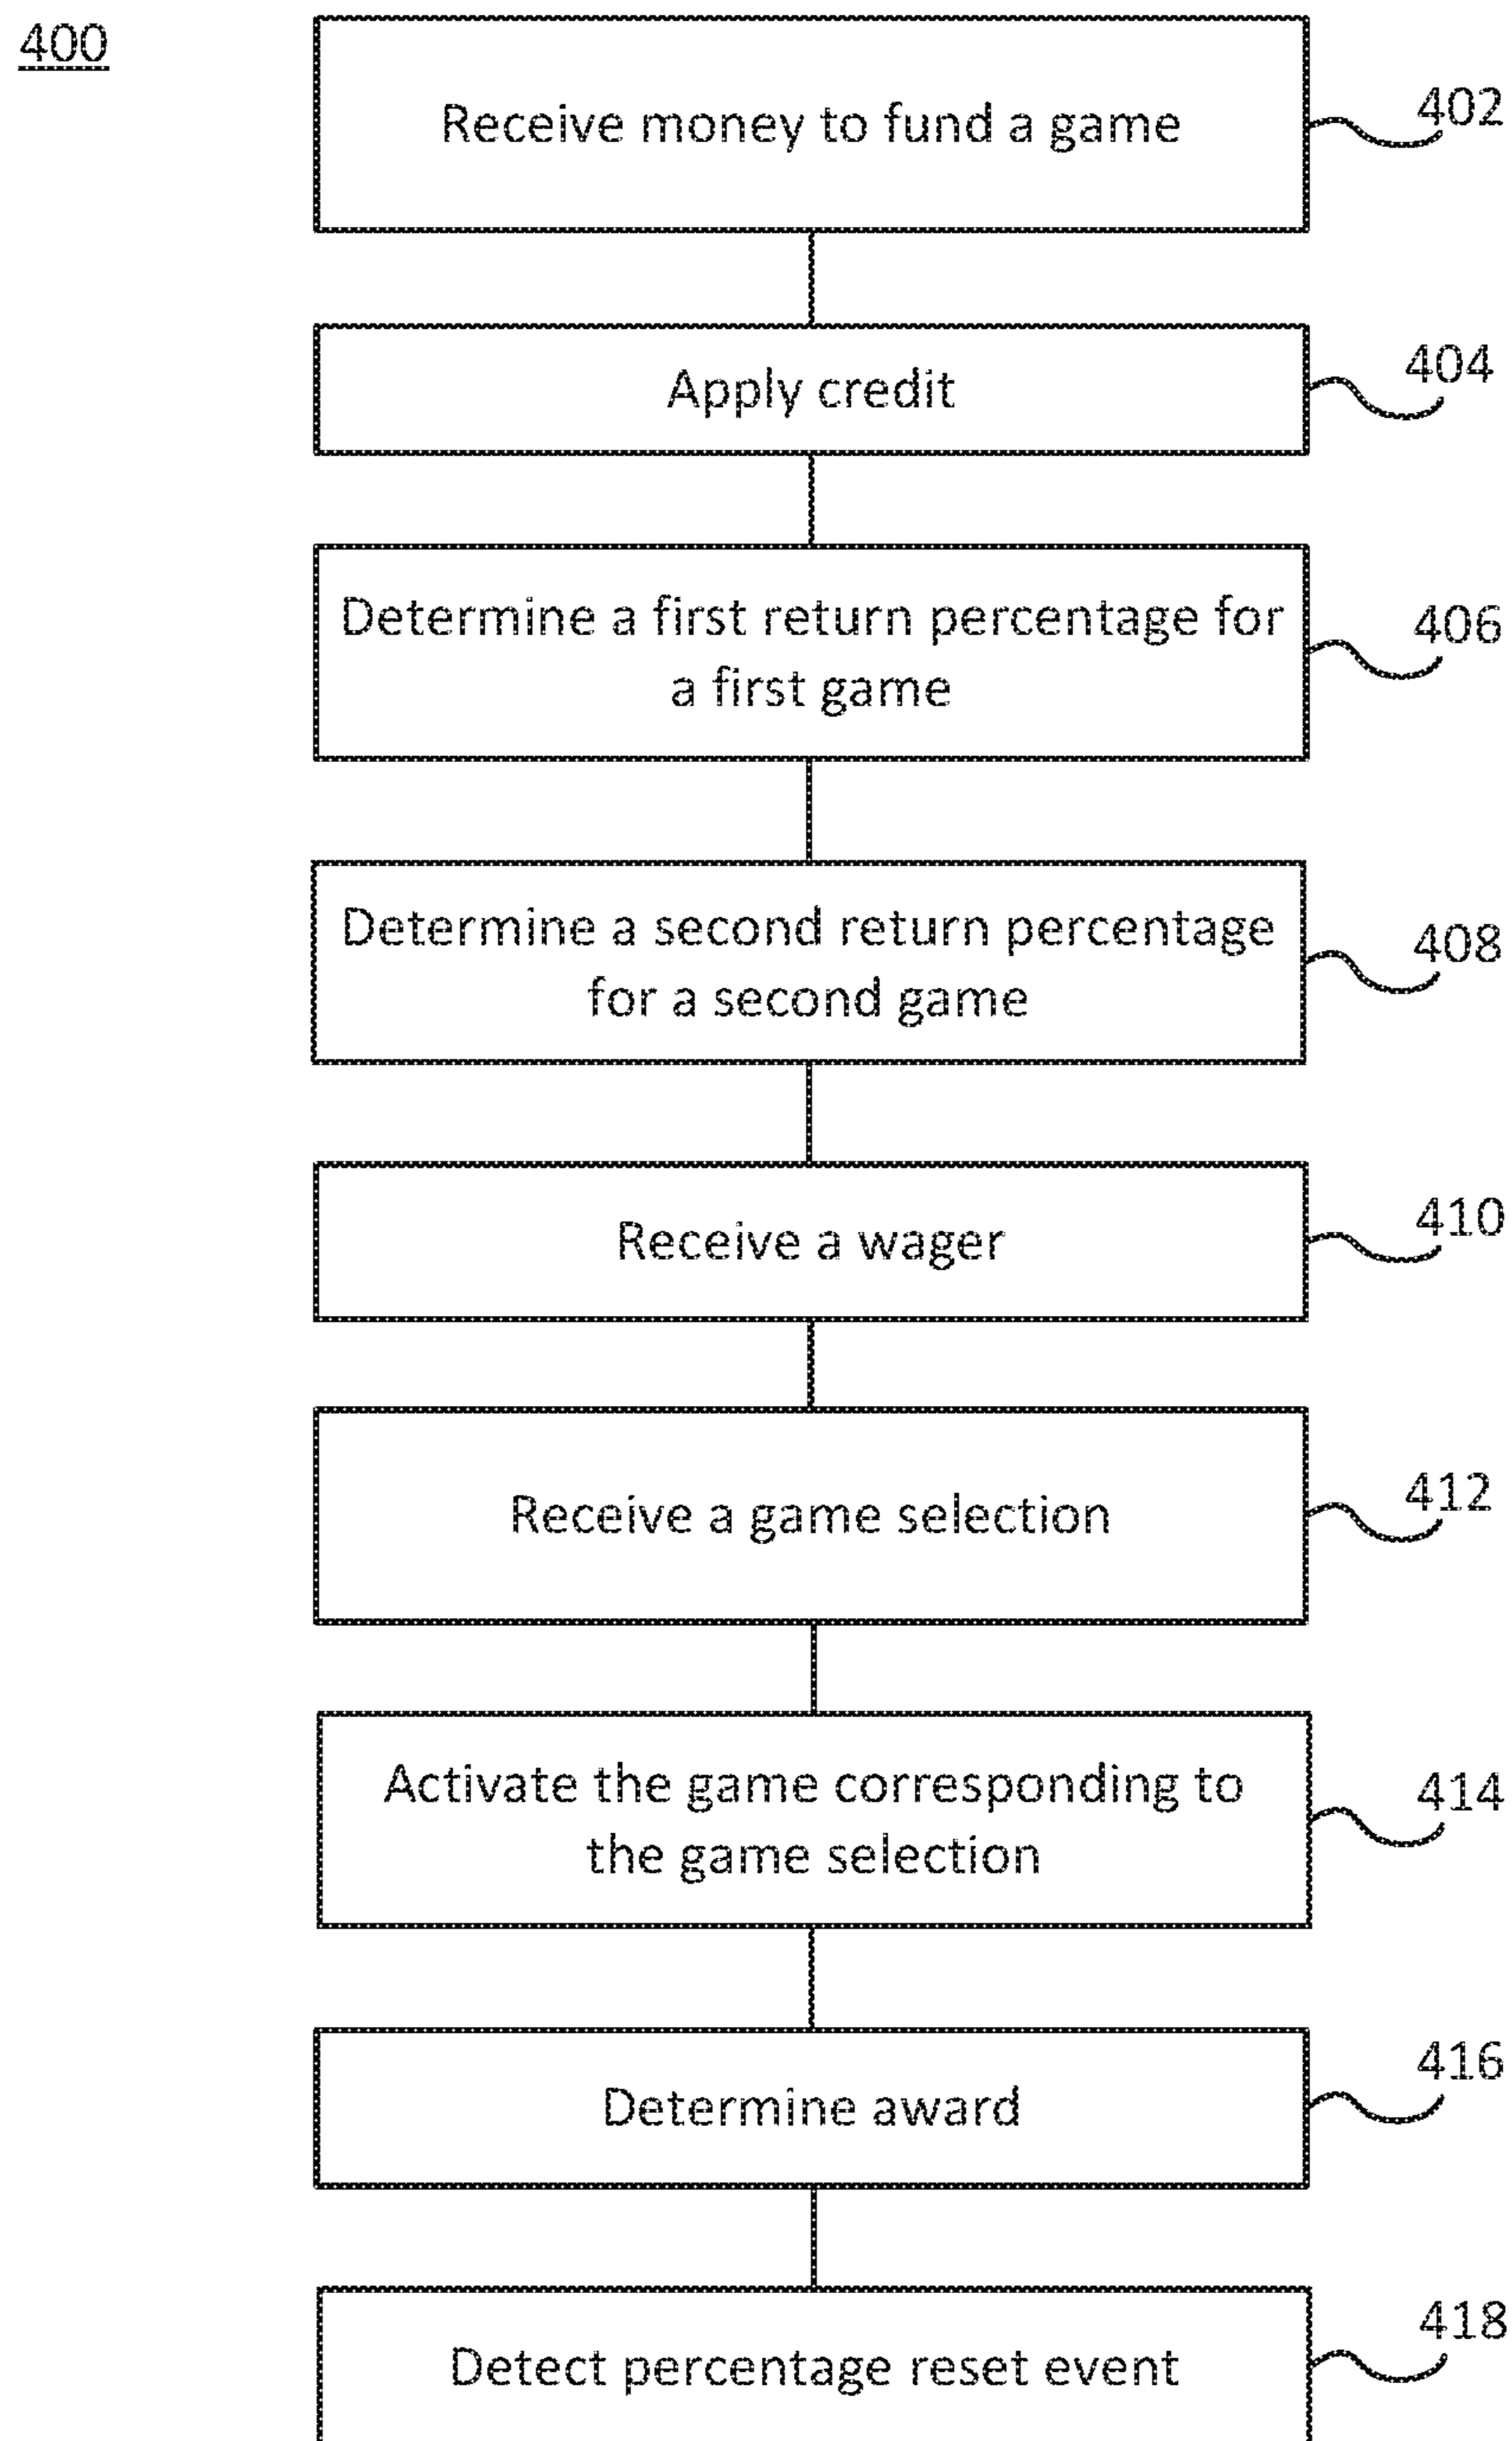 400
Receive money to fund a game
402
Apply credit
404
Determine a first return percentage for
a first game
406
Determine a second return percentage
for a second game
408
Receive a wager
410
Receive a game selection
412
Activate the game corresponding to
the game selection
414
Determine award
416
Detect percentage reset event
418